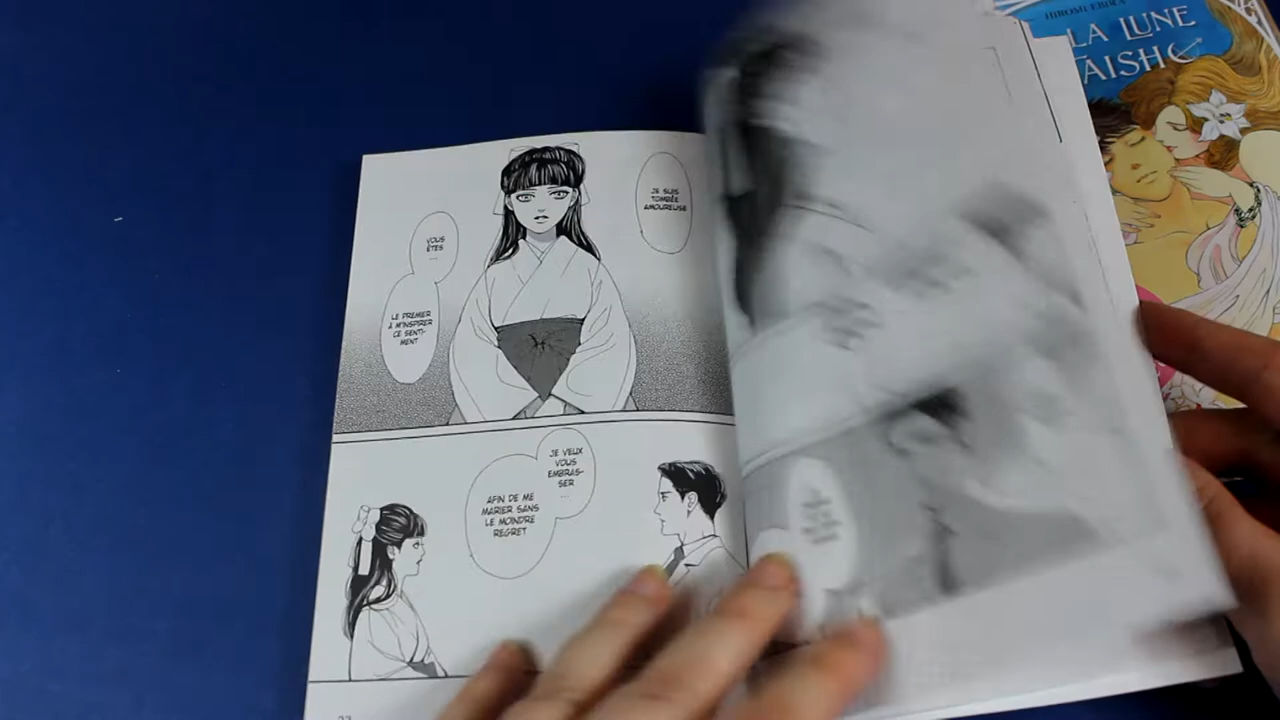 JE SUIS
TOMBÉE
AMOUREUSE
VOUS
ÊTES
...
LE PREMIER
À M'INSPIRER
CE SENTI-
MENT
JE VEUX
VOUS
EMBRAS-
SER
...
AFIN DE ME
MARIER SANS
LE MOINDRE
REGRET
LA LUNE
TAISHO